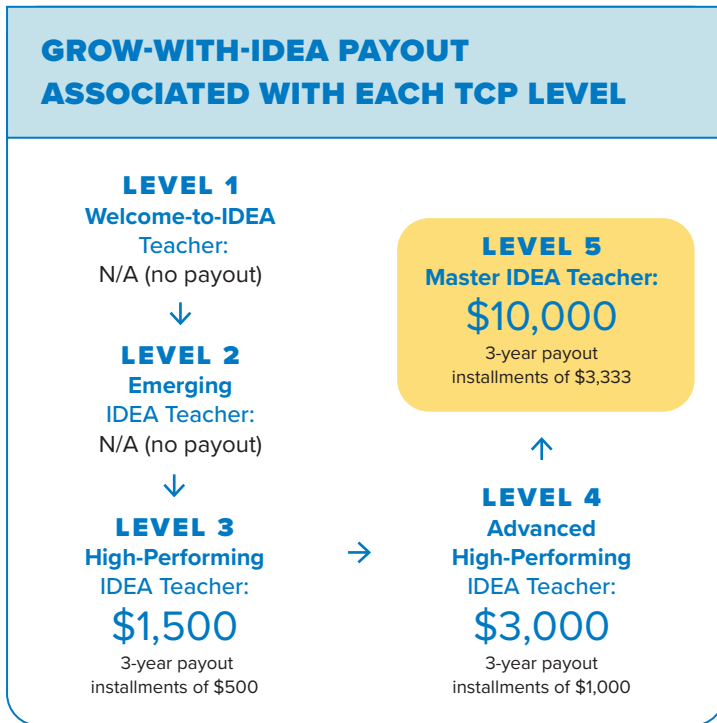 GROW-WITH-IDEA PAYOUT
ASSOCIATED WITH EACH TCP LEVEL
LEVEL 1
Welcome-to-IDEA
Teacher:
N/A (no payout)
↓
LEVEL 2
Emerging
IDEA Teacher:
N/A (no payout)
↓
LEVEL 3
High-Performing
IDEA Teacher:
$1,500
3-year payout
installments of $500
→
LEVEL 4
Advanced
High-Performing
IDEA Teacher:
$3,000
3-year payout
installments of $1,000
↑
LEVEL 5
Master IDEA Teacher:
$10,000
3-year payout
installments of $3,333